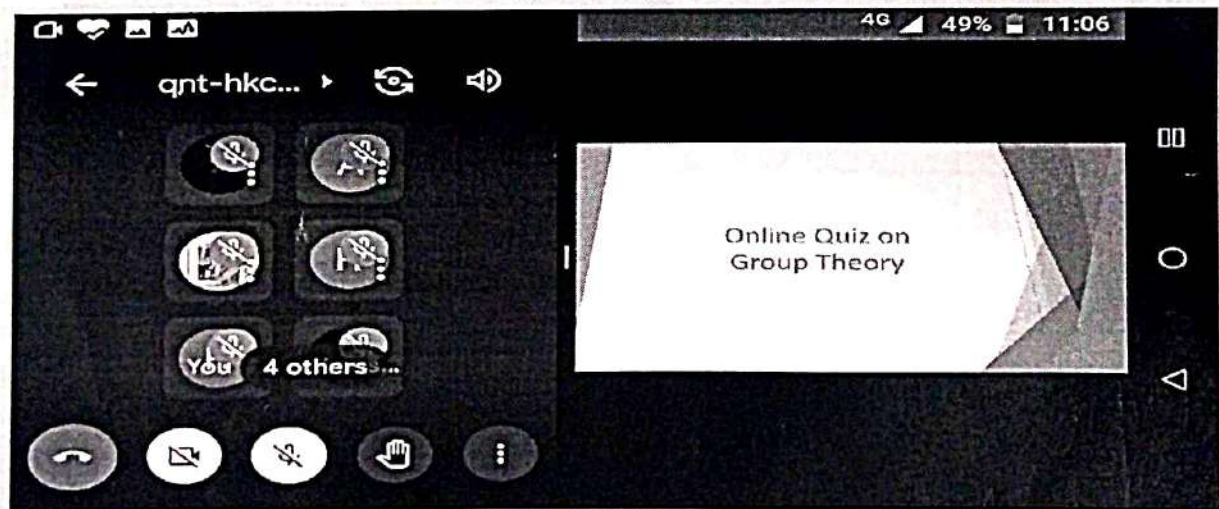 4G 49% 11:06
qnt-hkc...
Online Quiz on
Group Theory
You 4 others